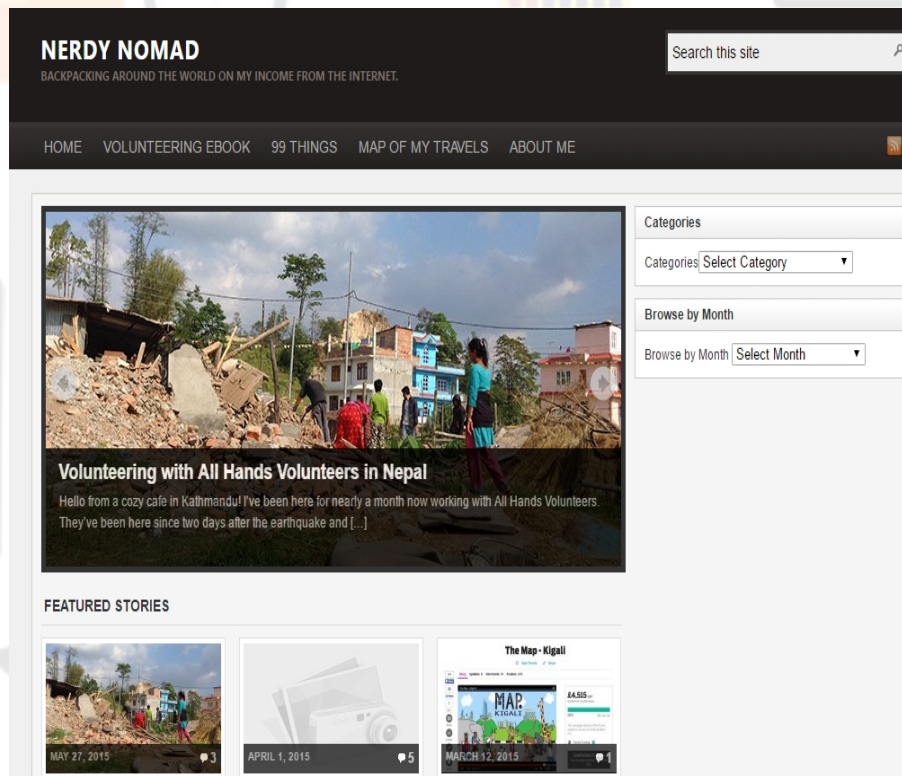 NERDY NOMAD
BACKPACKING AROUND THE WORLD ON MY INCOME FROM THE INTERNET.
Search this site
HOME VOLUNTEERING EBOOK 99 THINGS MAP OF MY TRAVELS ABOUT ME
Categories
Categories Select Category
Browse by Month
Browse by Month Select Month
Volunteering with All Hands Volunteers in Nepal
Hello from a cozy cafe in Kathmandu! I've been here for nearly a month now working with All Hands Volunteers.
They've been here since two days after the earthquake and [...]
FEATURED STORIES
The Map - Kigali
MAP
KIGALI
£4,515
MAY 27, 2015 3
APRIL 1, 2015 5
MARCH 12, 2015 1